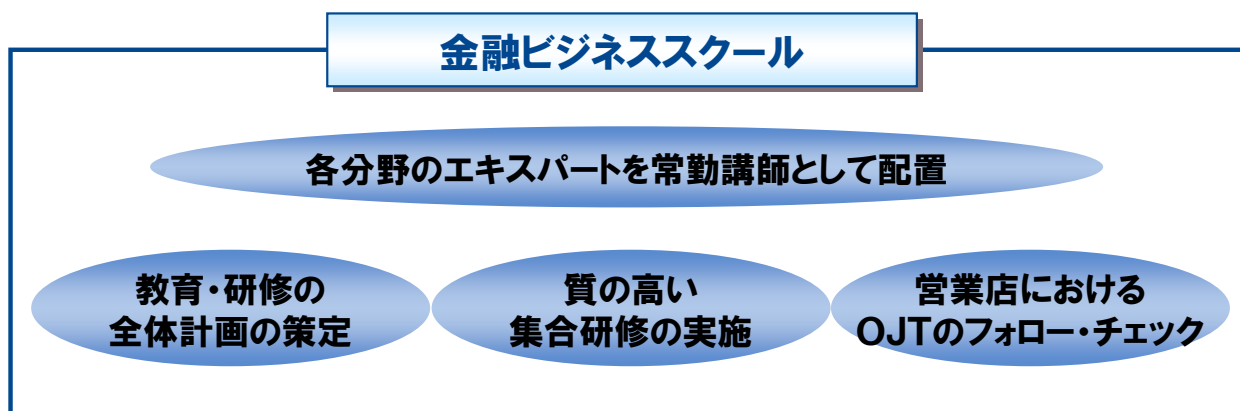 金融ビジネススクール
各分野のエキスパートを常勤講師として配置
教育・研修の
全体計画の策定
質の高い
集合研修の実施
営業店における
OJTのフォロー・チェック